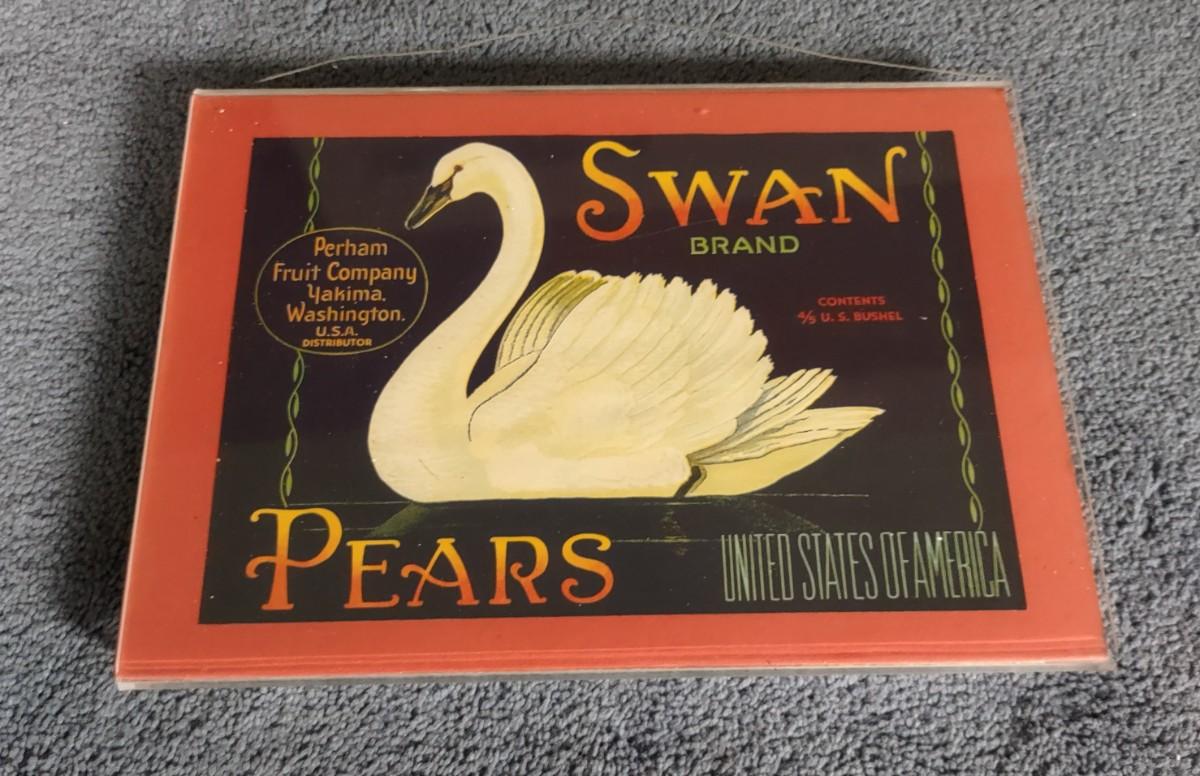 SWAN
BRAND
Perham
Fruit Company
Yakima.
Washington.
U.S.A.
DISTRIBUTOR
CONTENTS
4/5 U. S. BUSHEL
PEARS
UNITED STATES OF AMERICA